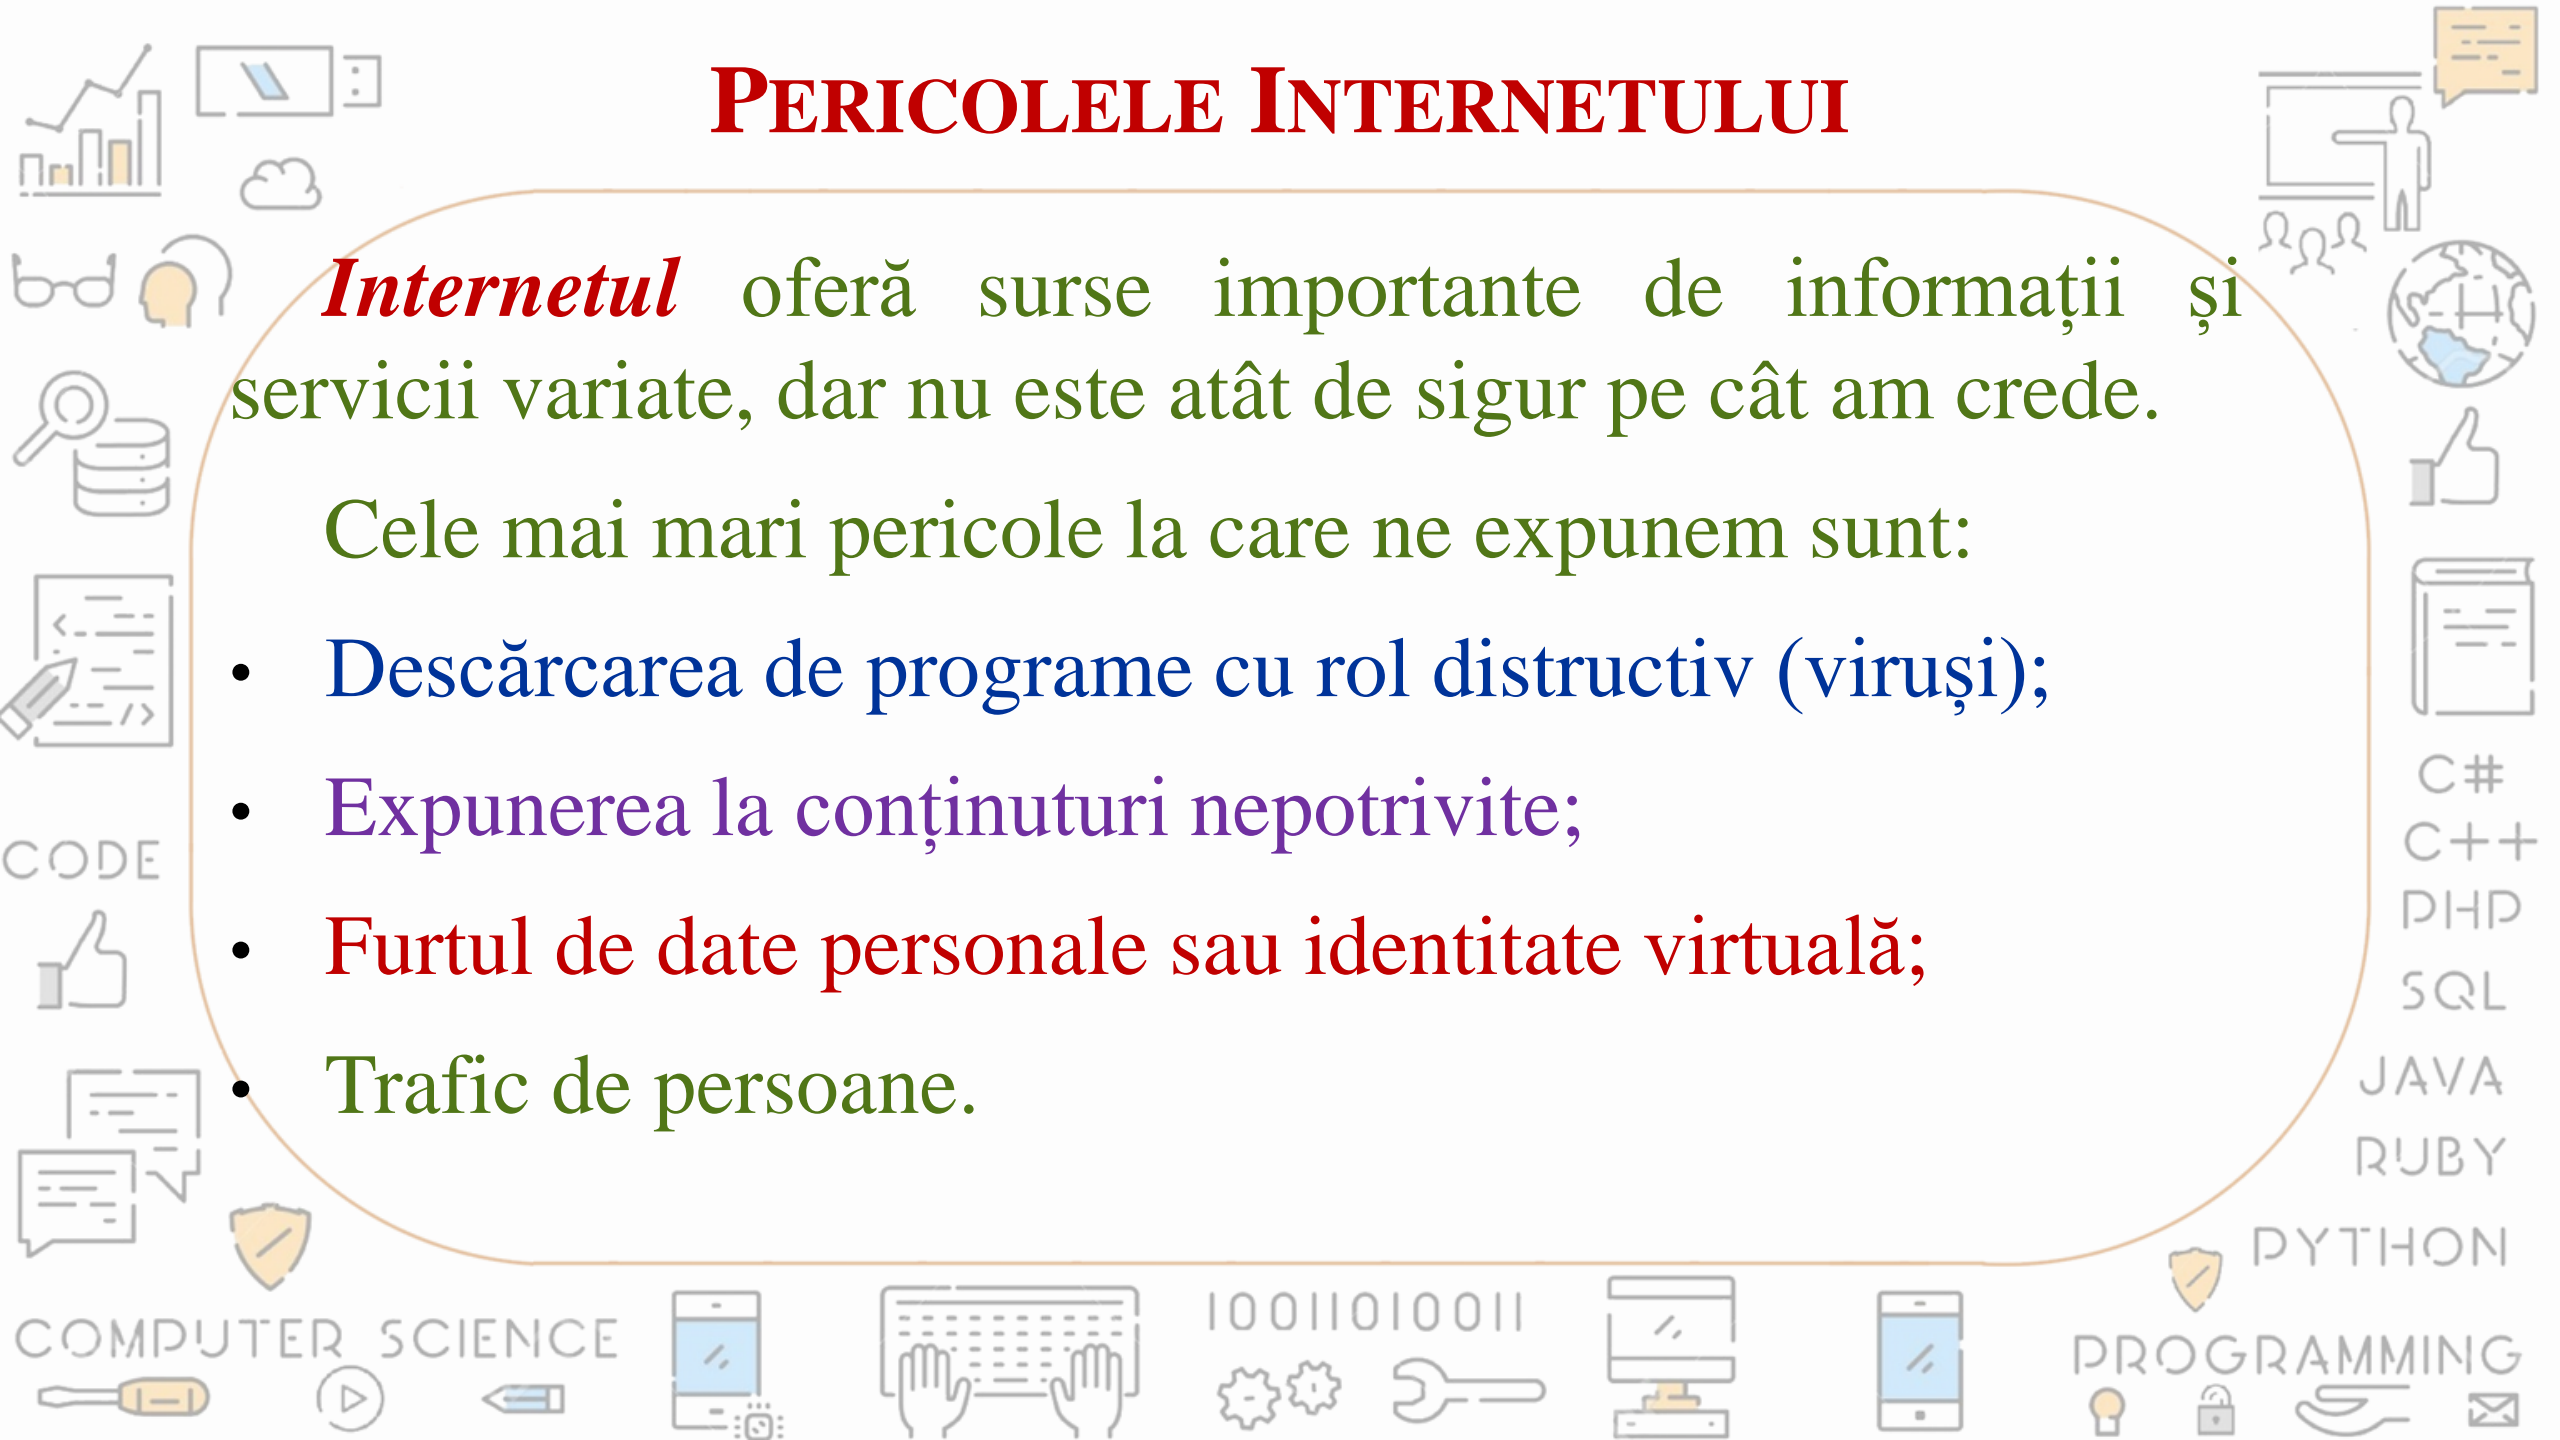 PERICOLELE INTERNETULUI
Internetul oferă surse importante de informații și
servicii variate, dar nu este atât de sigur pe cât am crede.
Cele mai mari pericole la care ne expunem sunt:
• Descărcarea de programe cu rol distructiv (viruși);
• Expunerea la conținuturi nepotrivite;
• Furtul de date personale sau identitate virtuală;
• Trafic de persoane.
CODE
C#
C++
PHP
SQL
JAVA
RUBY
PYTHON
COMPUTER SCIENCE
10011010011
PROGRAMMING